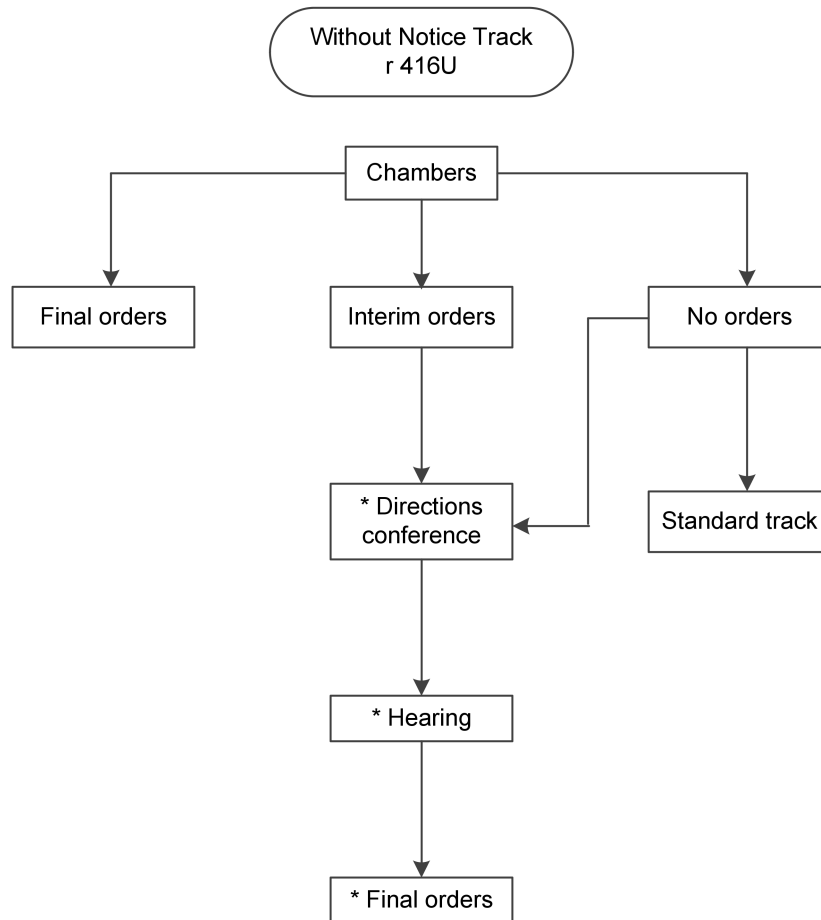 Without Notice Track
r 416U
Chambers
Final orders
Interim orders
No orders
* Directions
conference
Standard track
* Hearing
* Final orders